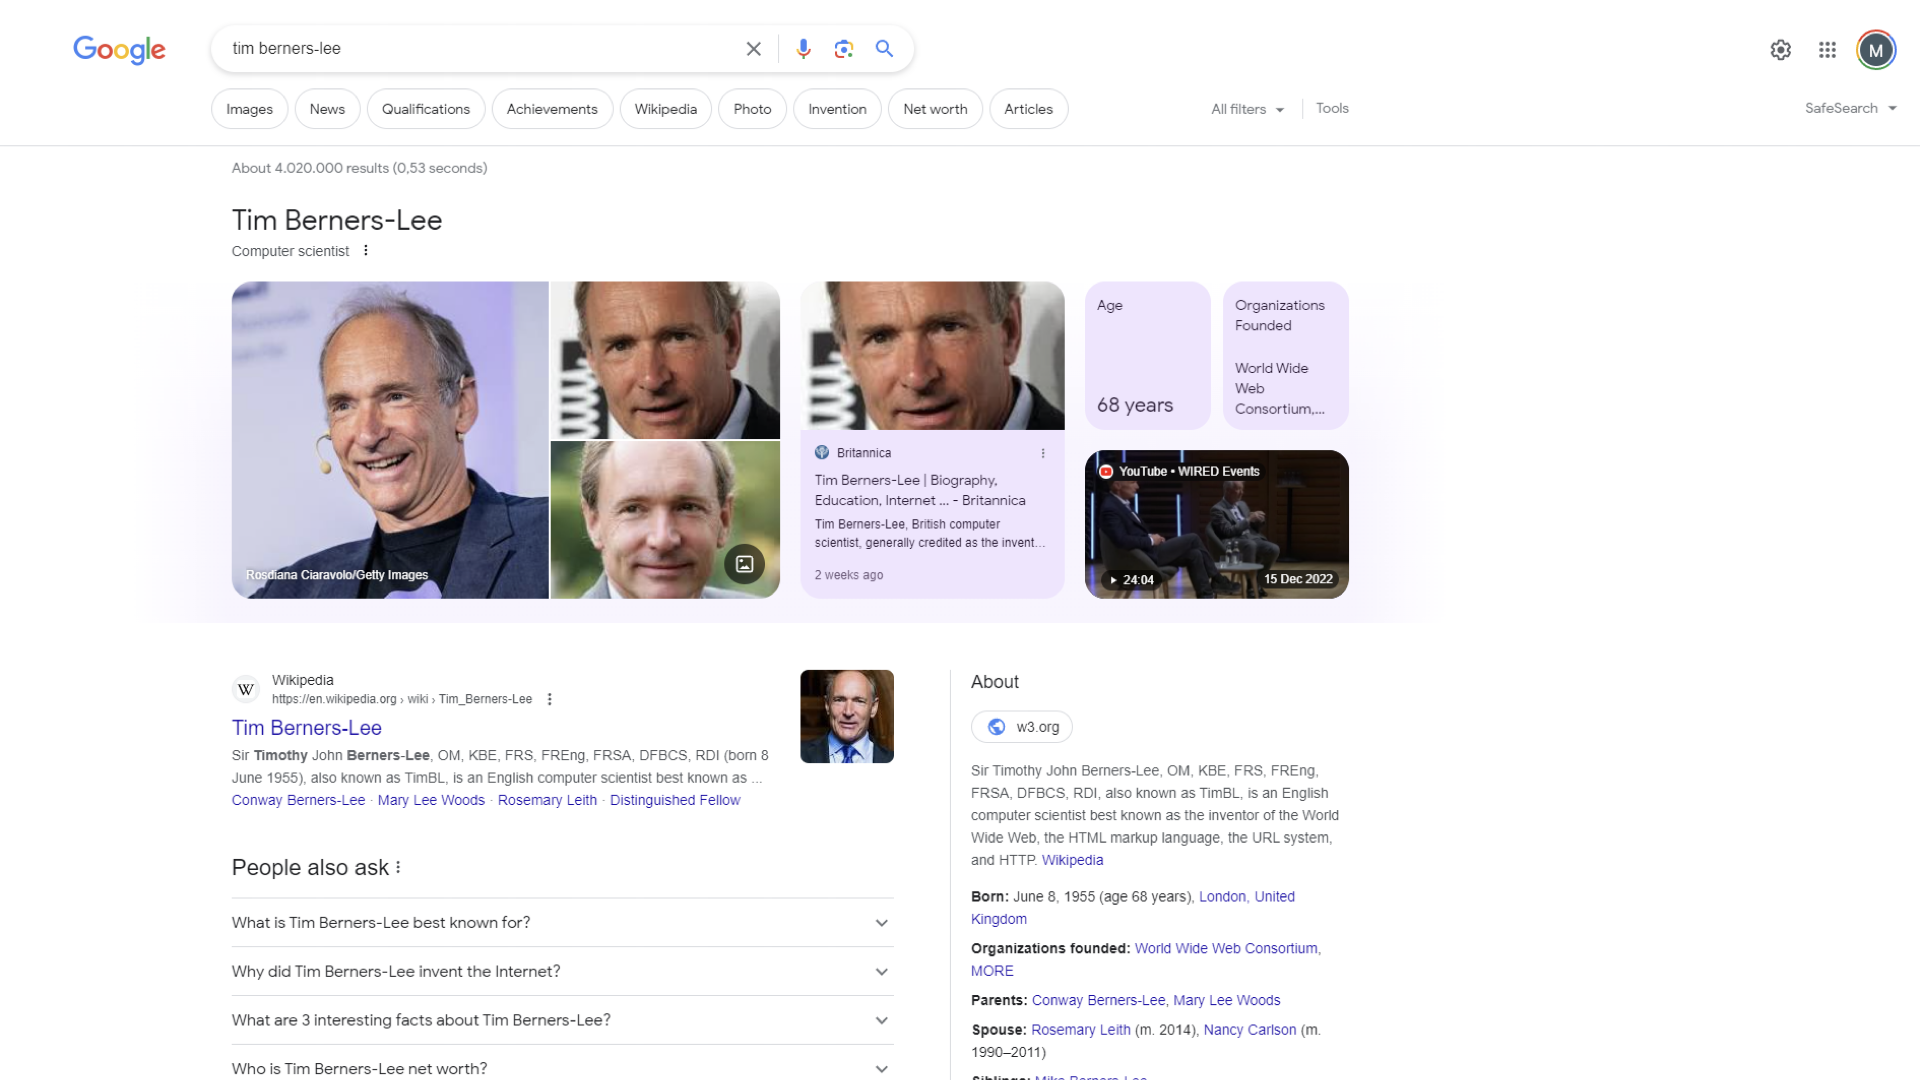 Google
tim berners-lee
M
Images
News
Qualifications
Achievements
Wikipedia
Photo
Invention
Net worth
Articles
All filters
Tools
SafeSearch
About 4.020.000 results (0,53 seconds)
Tim Berners-Lee
Computer scientist
Rosdiana Ciaravolo/Getty Images
Britannica
Tim Berners-Lee | Biography,
Education, Internet ... - Britannica
Tim Berners-Lee, British computer
scientist, generally credited as the invent...
2 weeks ago
Age
68 years
Organizations
Founded
World Wide
Web
Consortium,...
YouTube • WIRED Events
24:04
15 Dec 2022
W
Wikipedia
https://en.wikipedia.org › wiki › Tim_Berners-Lee
Tim Berners-Lee
Sir Timothy John Berners-Lee, OM, KBE, FRS, FREng, FRSA, DFBCS, RDI (born 8
June 1955), also known as TimBL, is an English computer scientist best known as ...
Conway Berners-Lee · Mary Lee Woods · Rosemary Leith · Distinguished Fellow
People also ask
What is Tim Berners-Lee best known for?
Why did Tim Berners-Lee invent the Internet?
What are 3 interesting facts about Tim Berners-Lee?
Who is Tim Berners-Lee net worth?
About
w3.org
Sir Timothy John Berners-Lee, OM, KBE, FRS, FREng,
FRSA, DFBCS, RDI, also known as TimBL, is an English
computer scientist best known as the inventor of the World
Wide Web, the HTML markup language, the URL system,
and HTTP. Wikipedia
Born: June 8, 1955 (age 68 years), London, United
Kingdom
Organizations founded: World Wide Web Consortium,
MORE
Parents: Conway Berners-Lee, Mary Lee Woods
Spouse: Rosemary Leith (m. 2014), Nancy Carlson (m.
1990–2011)
Siblings: Mike Berners-Lee